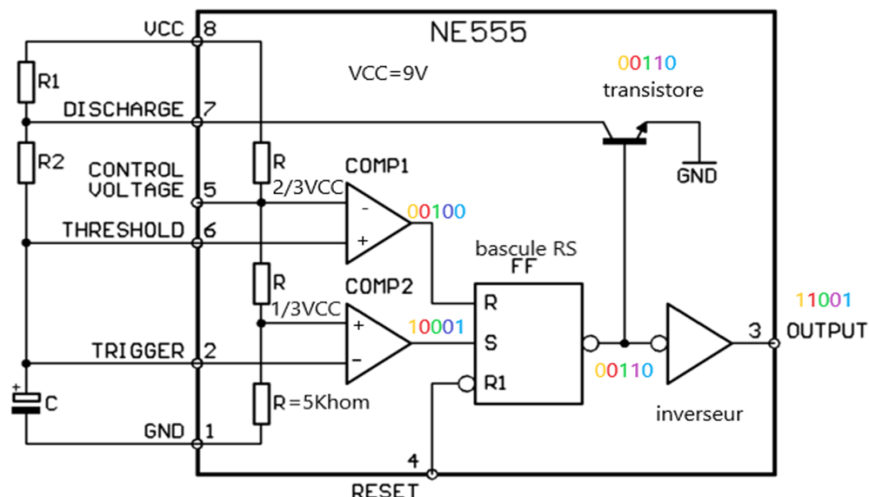 VCC 8
NE555
R1
VCC=9V
00110
transistore
DISCHARGE 7
R2
R
GND
CONTROL
VOLTAGE 5
2/3VCC
COMP1
-
00100
THRESHOLD 6
+
bascule RS
FF
R
COMP2
R
11001
1/3VCC
+
10001
S
3 OUTPUT
TRIGGER 2
-
00110
+
C
R1
R=5Khom
inverseur
GND 1
4
RESET